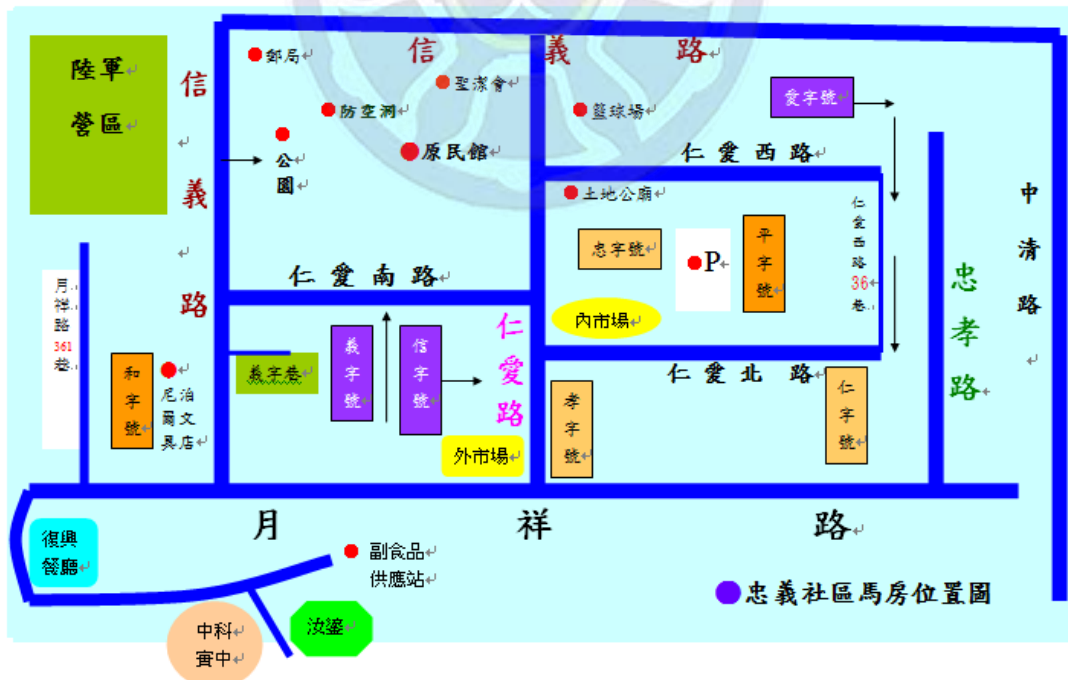 陸軍
營區
信義路
信義路
郵局
聖潔會
防空洞
公園
原民館
籃球場
愛字號
仁愛西路
土地公廟
忠字號
P
平字號
仁愛西路36巷
內市場
中清路
忠孝路
仁愛南路
月祥路361巷
和字號
尼泊爾文具店
義字巷
義字號
信字號
仁愛路
外市場
仁愛北路
孝字號
仁字號
月祥路
復興
餐廳
副食品
供應站
忠義社區馬房位置圖
中科
實中
汝鎏